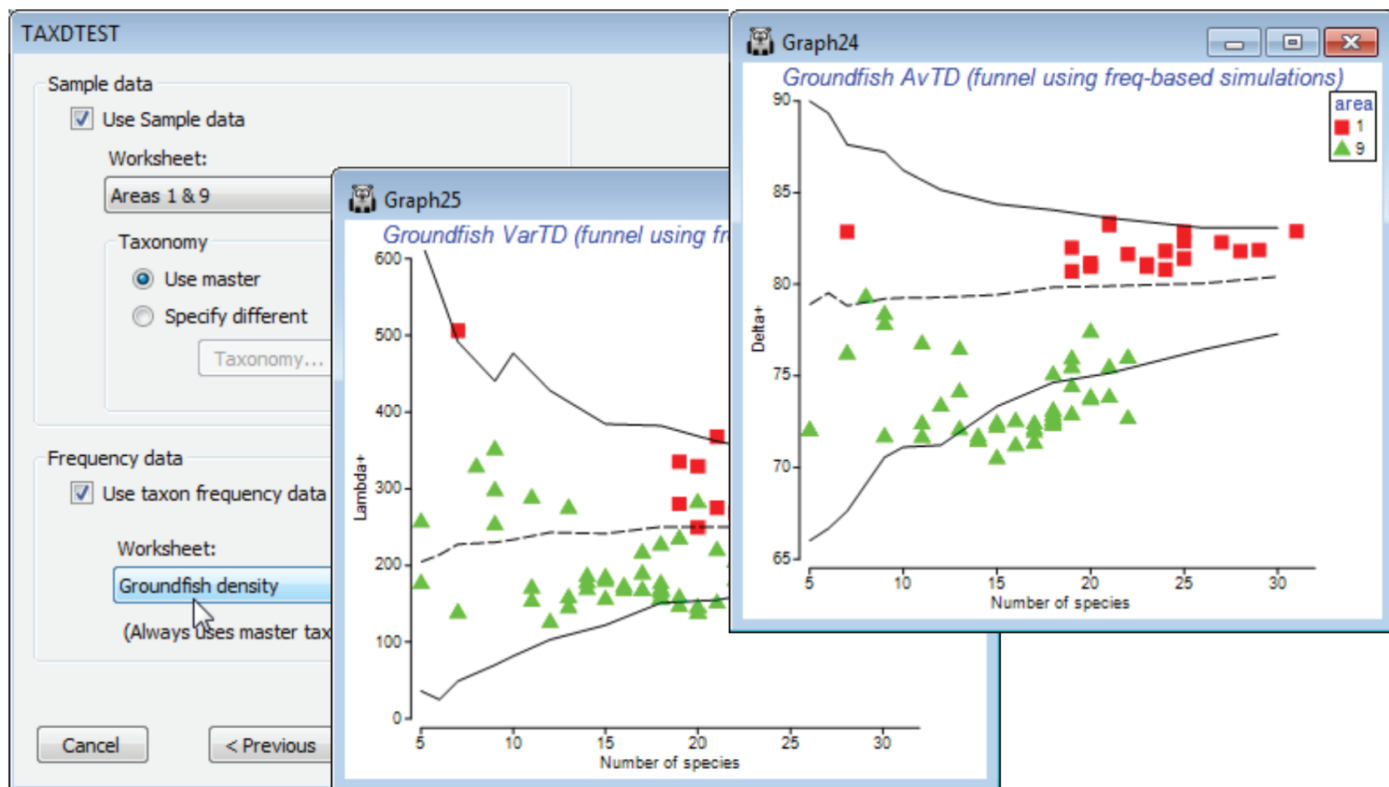 TAXDTEST
Sample data
Use Sample data
Worksheet:
Areas 1 & 9
Taxonomy
Use master
Specify different
Taxonomy...
Frequency data
Use taxon frequency data
Worksheet:
Groundfish density
(Always uses master tax
Cancel
< Previous
Graph25
Groundfish VarTD (funnel using fr
600
500
400
300
200
100
0
Lambda+
5 10 15 20 25 30
Number of species
Graph24
Groundfish AvTD (funnel using freq-based simulations)
area
1
9
90
85
80
75
70
65
Delta+
5 10 15 20 25 30
Number of species